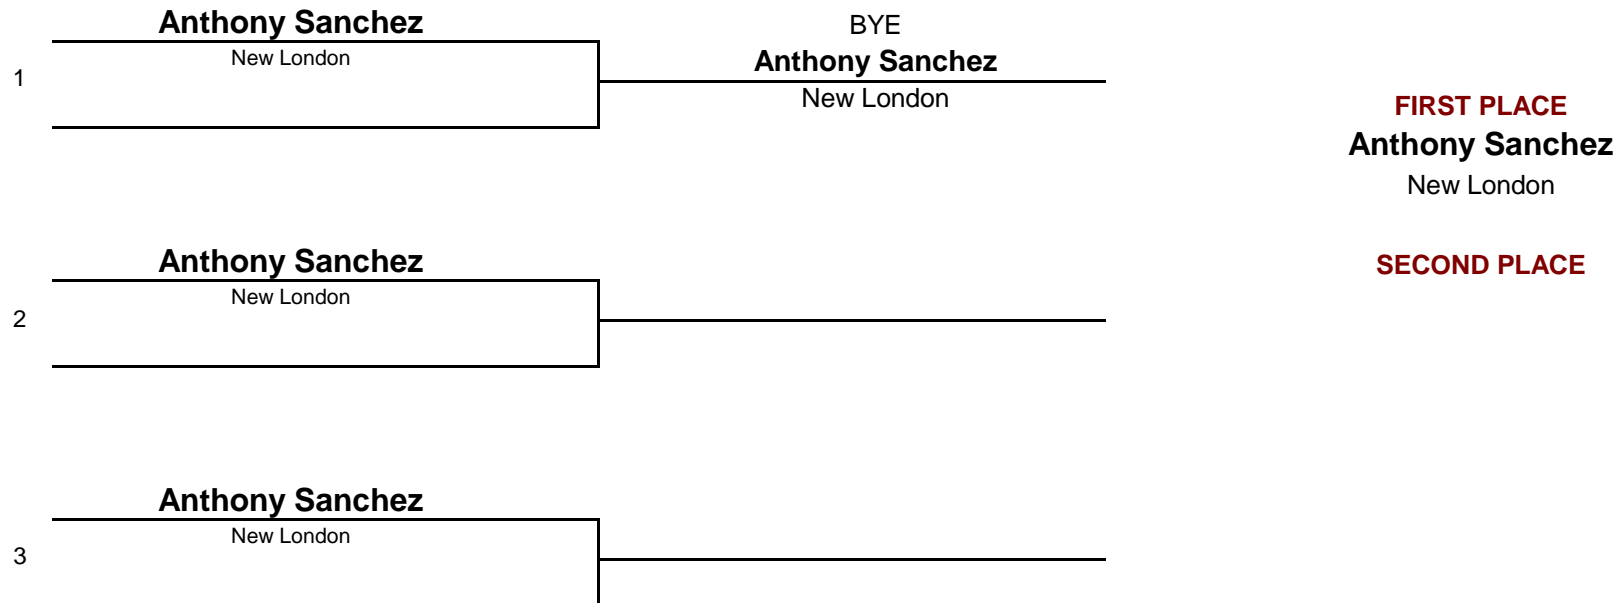 Anthony Sanchez
New London
1
BYE
Anthony Sanchez
New London
FIRST PLACE
Anthony Sanchez
New London
Anthony Sanchez
New London
2
SECOND PLACE
Anthony Sanchez
New London
3